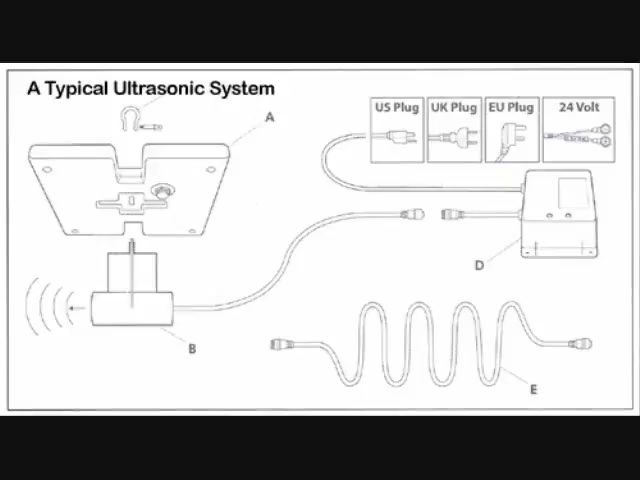 A Typical Ultrasonic System
US Plug
UK Plug
EU Plug
24 Volt
A
D
B
E